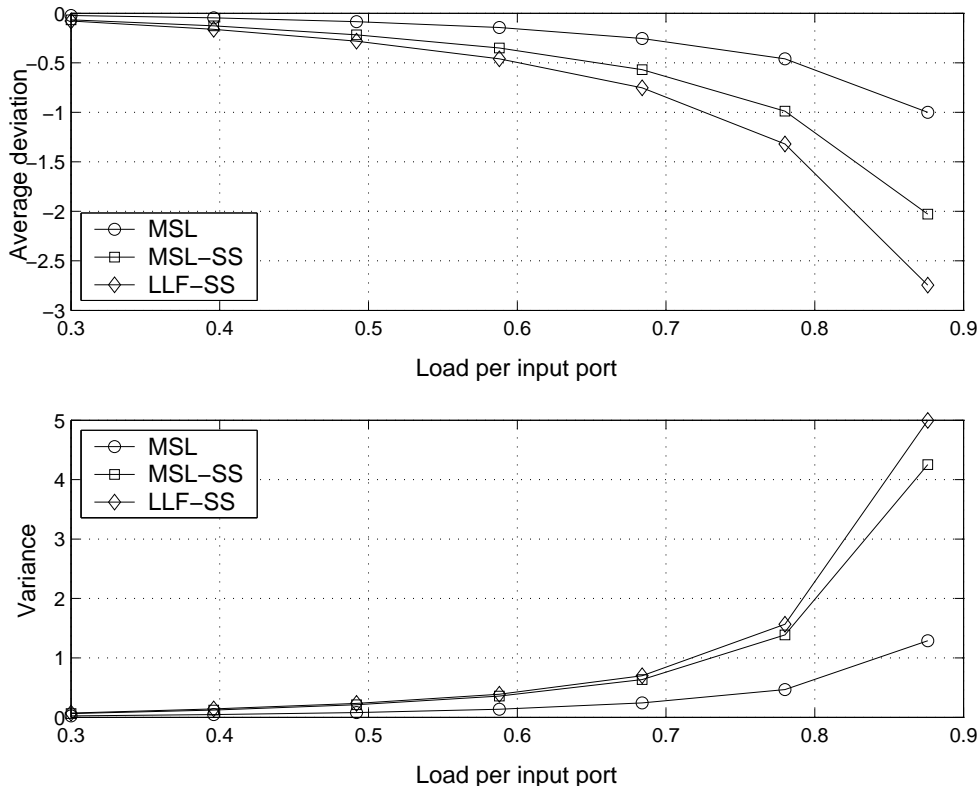 0
−0.5
−1
−1.5
−2
−2.5
−3
Average deviation
MSL
MSL−SS
LLF−SS
0.3 0.4 0.5 0.6 0.7 0.8 0.9
Load per input port
5
4
3
2
1
0
Variance
MSL
MSL−SS
LLF−SS
0.3 0.4 0.5 0.6 0.7 0.8 0.9
Load per input port